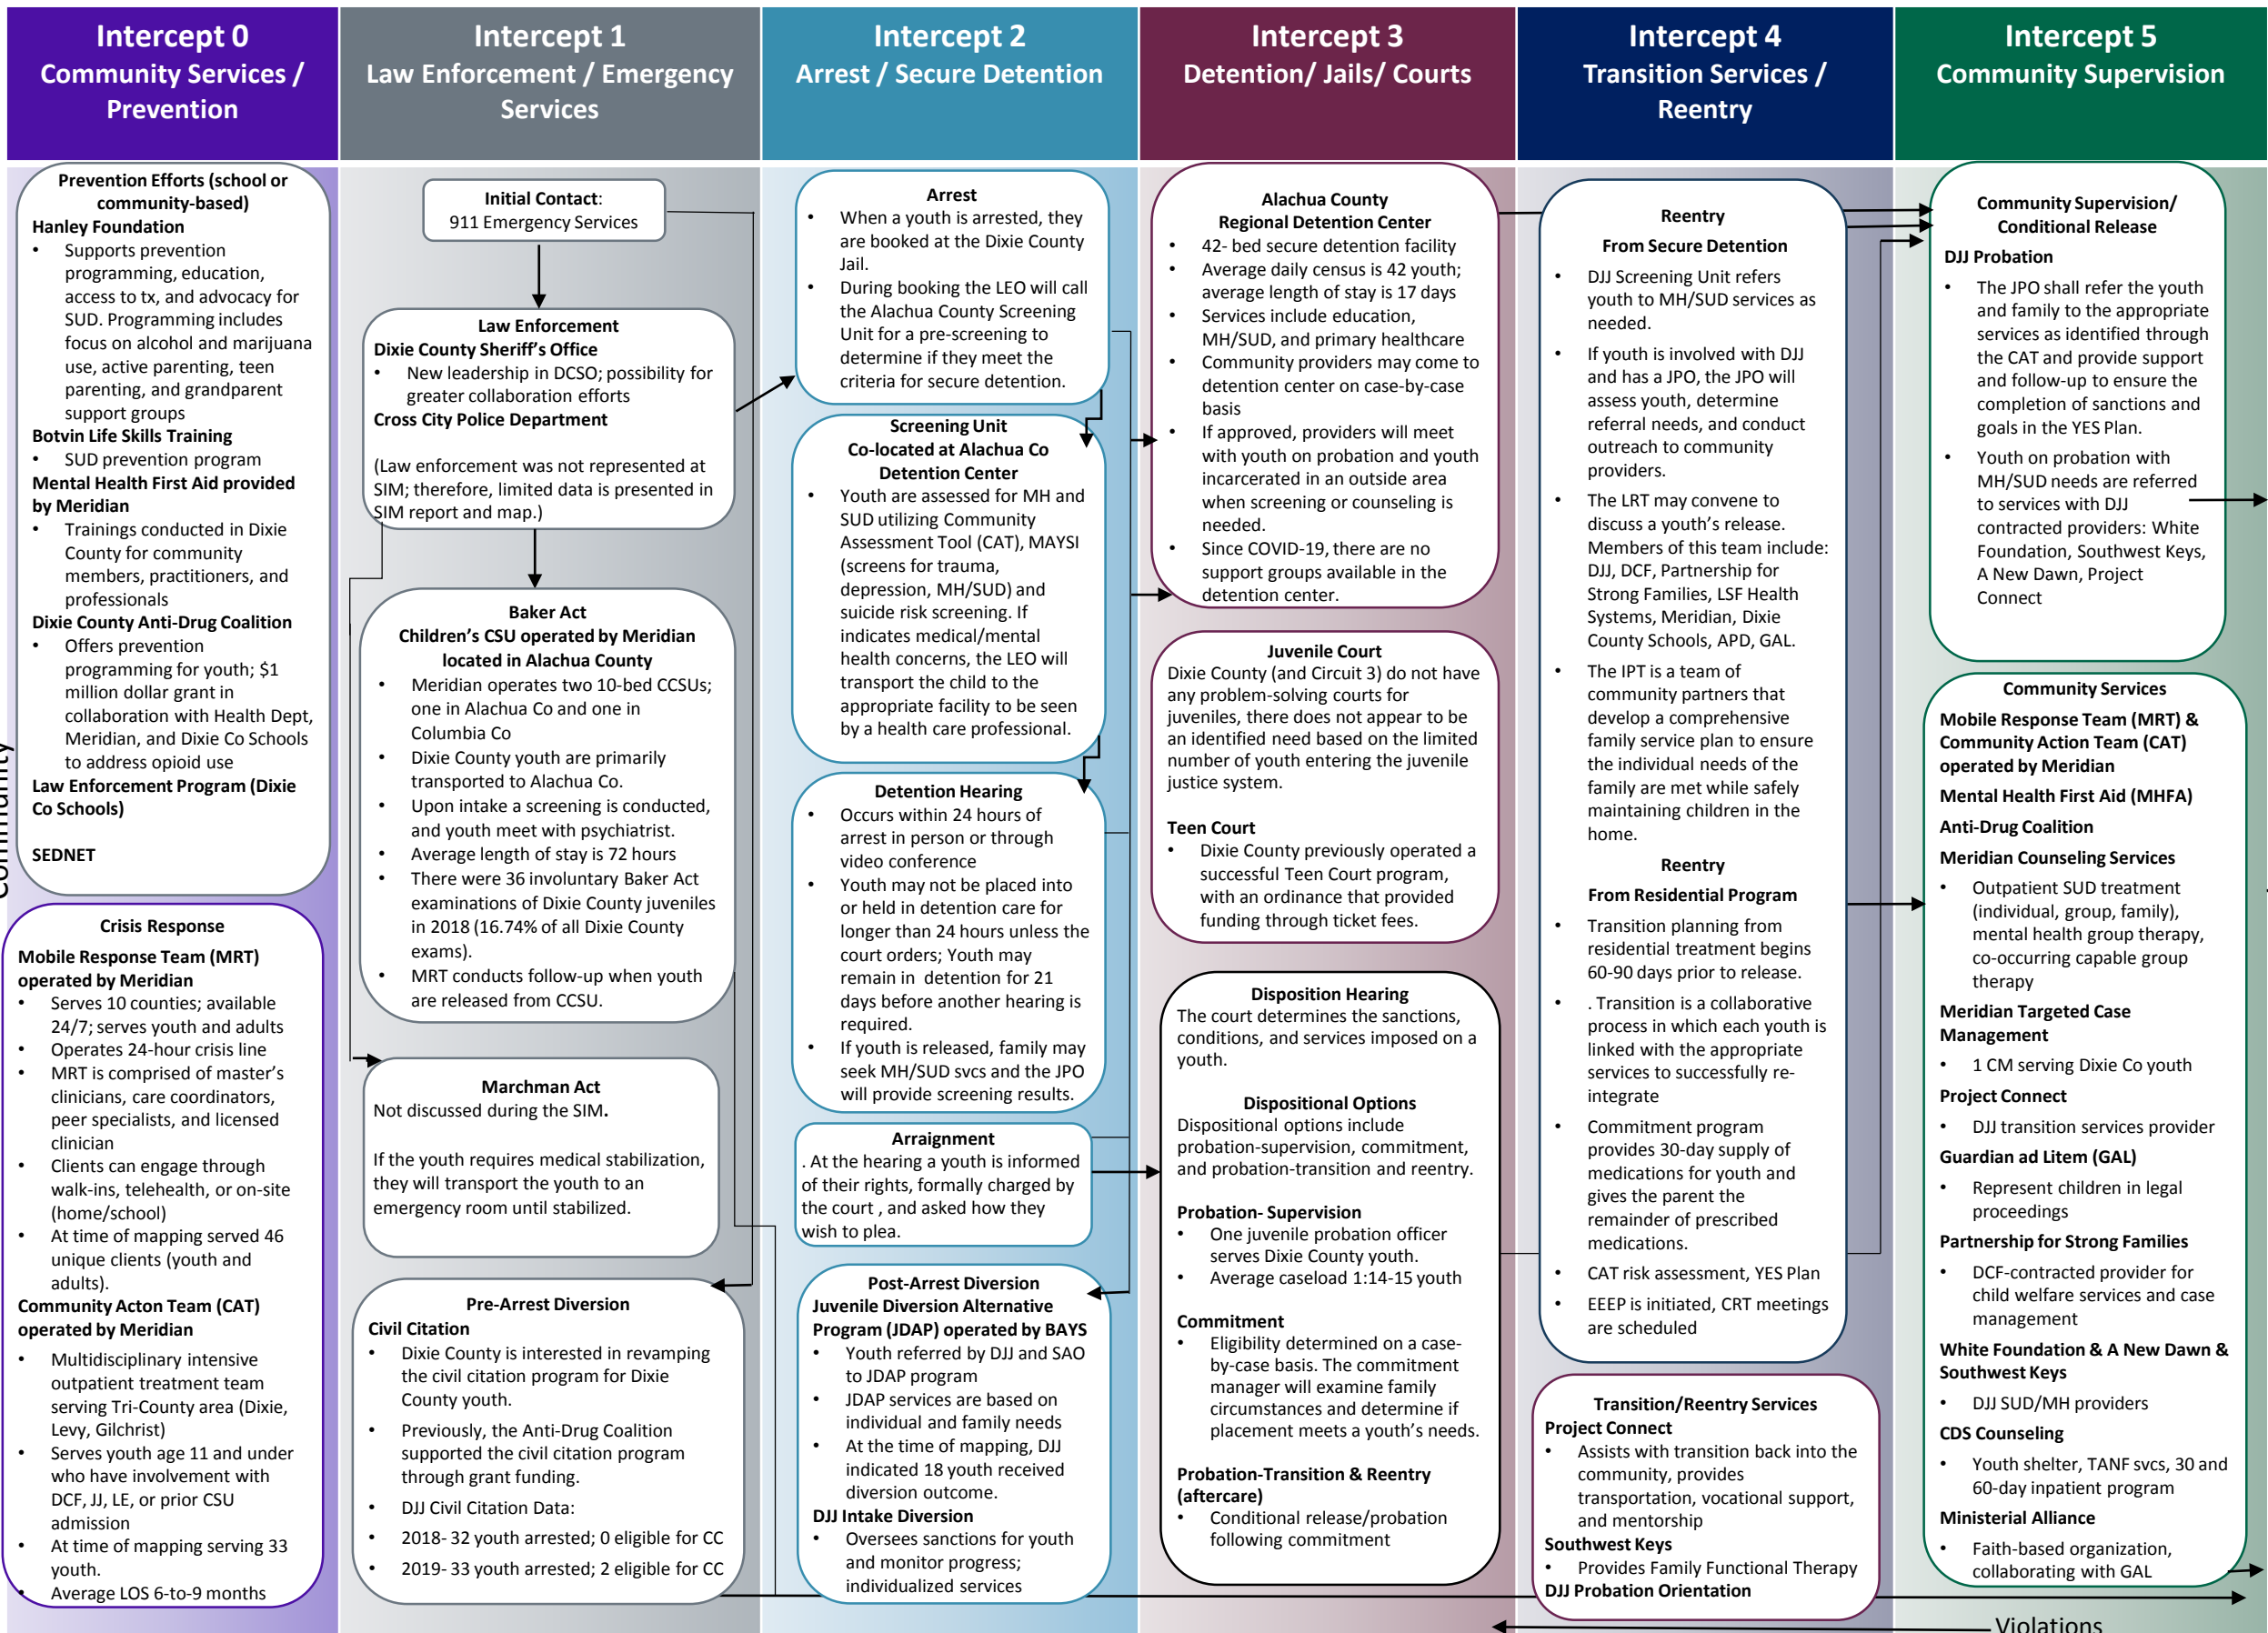 Intercept 0
Community Services /
Prevention
Intercept 1
Law Enforcement / Emergency
Services
Intercept 2
Arrest / Secure Detention
Intercept 3
Detention/ Jails/ Courts
Intercept 4
Transition Services /
Reentry
Intercept 5
Community Supervision
Prevention Efforts (school or
community-based)
Hanley Foundation
• Supports prevention
programming, education,
access to tx, and advocacy for
SUD. Programming includes
focus on alcohol and marijuana
use, active parenting, teen
parenting, and grandparent
support groups
Botvin Life Skills Training
• SUD prevention program
Mental Health First Aid provided
by Meridian
• Trainings conducted in Dixie
County for community
members, practitioners, and
professionals
Dixie County Anti-Drug Coalition
• Offers prevention
programming for youth; $1
million dollar grant in
collaboration with Health Dept,
Meridian, and Dixie Co Schools
to address opioid use
Law Enforcement Program (Dixie
Co Schools)
SEDNET
Crisis Response
Mobile Response Team (MRT)
operated by Meridian
• Serves 10 counties; available
24/7; serves youth and adults
• Operates 24-hour crisis line
• MRT is comprised of master's
clinicians, care coordinators,
peer specialists, and licensed
clinician
• Clients can engage through
walk-ins, telehealth, or on-site
(home/school)
• At time of mapping served 46
unique clients (youth and
adults).
Community Acton Team (CAT)
operated by Meridian
• Multidisciplinary intensive
outpatient treatment team
serving Tri-County area (Dixie,
Levy, Gilchrist)
• Serves youth age 11 and under
who have involvement with
DCF, JJ, LE, or prior CSU
admission
• At time of mapping serving 33
youth.
• Average LOS 6-to-9 months
Initial Contact:
911 Emergency Services
Law Enforcement
Dixie County Sheriff's Office
• New leadership in DCSO; possibility for
greater collaboration efforts
Cross City Police Department
(Law enforcement was not represented at
SIM; therefore, limited data is presented in
SIM report and map.)
Baker Act
Children's CSU operated by Meridian
located in Alachua County
• Meridian operates two 10-bed CCSUs;
one in Alachua Co and one in
Columbia Co
• Dixie County youth are primarily
transported to Alachua Co.
• Upon intake a screening is conducted,
and youth meet with psychiatrist.
• Average length of stay is 72 hours
• There were 36 involuntary Baker Act
examinations of Dixie County juveniles
in 2018 (16.74% of all Dixie County
exams).
• MRT conducts follow-up when youth
are released from CCSU.
Marchman Act
Not discussed during the SIM.
If the youth requires medical stabilization,
they will transport the youth to an
emergency room until stabilized.
Pre-Arrest Diversion
Civil Citation
• Dixie County is interested in revamping
the civil citation program for Dixie
County youth.
• Previously, the Anti-Drug Coalition
supported the civil citation program
through grant funding.
• DJJ Civil Citation Data:
• 2018- 32 youth arrested; 0 eligible for CC
• 2019- 33 youth arrested; 2 eligible for CC
Arrest
• When a youth is arrested, they
are booked at the Dixie County
Jail.
• During booking the LEO will call
the Alachua County Screening
Unit for a pre-screening to
determine if they meet the
criteria for secure detention.
Screening Unit
Co-located at Alachua Co
Detention Center
• Youth are assessed for MH and
SUD utilizing Community
Assessment Tool (CAT), MAYSI
(screens for trauma,
depression, MH/SUD) and
suicide risk screening. If
indicates medical/mental
health concerns, the LEO will
transport the child to the
appropriate facility to be seen
by a health care professional.
Detention Hearing
• Occurs within 24 hours of
arrest in person or through
video conference
• Youth may not be placed into
or held in detention care for
longer than 24 hours unless the
court orders; Youth may
remain in detention for 21
days before another hearing is
required.
• If youth is released, family may
seek MH/SUD svcs and the JPO
will provide screening results.
Arraignment
. At the hearing a youth is informed
of their rights, formally charged by
the court , and asked how they
wish to plea.
Post-Arrest Diversion
Juvenile Diversion Alternative
Program (JDAP) operated by BAYS
• Youth referred by DJJ and SAO
to JDAP program
• JDAP services are based on
individual and family needs
• At the time of mapping, DJJ
indicated 18 youth received
diversion outcome.
DJJ Intake Diversion
• Oversees sanctions for youth
and monitor progress;
individualized services
Alachua County
Regional Detention Center
• 42- bed secure detention facility
• Average daily census is 42 youth;
average length of stay is 17 days
• Services include education,
MH/SUD, and primary healthcare
• Community providers may come to
detention center on case-by-case
basis
• If approved, providers will meet
with youth on probation and youth
incarcerated in an outside area
when screening or counseling is
needed.
• Since COVID-19, there are no
support groups available in the
detention center.
Juvenile Court
Dixie County (and Circuit 3) do not have
any problem-solving courts for
juveniles, there does not appear to be
an identified need based on the limited
number of youth entering the juvenile
justice system.
Teen Court
• Dixie County previously operated a
successful Teen Court program,
with an ordinance that provided
funding through ticket fees.
Disposition Hearing
The court determines the sanctions,
conditions, and services imposed on a
youth.
Dispositional Options
Dispositional options include
probation-supervision, commitment,
and probation-transition and reentry.
Probation- Supervision
• One juvenile probation officer
serves Dixie County youth.
• Average caseload 1:14-15 youth
Commitment
• Eligibility determined on a case-
by-case basis. The commitment
manager will examine family
circumstances and determine if
placement meets a youth's needs.
Probation-Transition & Reentry
(aftercare)
• Conditional release/probation
following commitment
Reentry
From Secure Detention
• DJJ Screening Unit refers
youth to MH/SUD services as
needed.
• If youth is involved with DJJ
and has a JPO, the JPO will
assess youth, determine
referral needs, and conduct
outreach to community
providers.
• The LRT may convene to
discuss a youth's release.
Members of this team include:
DJJ, DCF, Partnership for
Strong Families, LSF Health
Systems, Meridian, Dixie
County Schools, APD, GAL.
• The IPT is a team of
community partners that
develop a comprehensive
family service plan to ensure
the individual needs of the
family are met while safely
maintaining children in the
home.
Reentry
From Residential Program
• Transition planning from
residential treatment begins
60-90 days prior to release.
• . Transition is a collaborative
process in which each youth is
linked with the appropriate
services to successfully re-
integrate
• Commitment program
provides 30-day supply of
medications for youth and
gives the parent the
remainder of prescribed
medications.
• CAT risk assessment, YES Plan
• EEEP is initiated, CRT meetings
are scheduled
Transition/Reentry Services
Project Connect
• Assists with transition back into the
community, provides
transportation, vocational support,
and mentorship
Southwest Keys
• Provides Family Functional Therapy
DJJ Probation Orientation
Community Supervision/
Conditional Release
DJJ Probation
• The JPO shall refer the youth
and family to the appropriate
services as identified through
the CAT and provide support
and follow-up to ensure the
completion of sanctions and
goals in the YES Plan.
• Youth on probation with
MH/SUD needs are referred
to services with DJJ
contracted providers: White
Foundation, Southwest Keys,
A New Dawn, Project
Connect
Community Services
Mobile Response Team (MRT) &
Community Action Team (CAT)
operated by Meridian
Mental Health First Aid (MHFA)
Anti-Drug Coalition
Meridian Counseling Services
• Outpatient SUD treatment
(individual, group, family),
mental health group therapy,
co-occurring capable group
therapy
Meridian Targeted Case
Management
• 1 CM serving Dixie Co youth
Project Connect
• DJJ transition services provider
Guardian ad Litem (GAL)
• Represent children in legal
proceedings
Partnership for Strong Families
• DCF-contracted provider for
child welfare services and case
management
White Foundation & A New Dawn &
Southwest Keys
• DJJ SUD/MH providers
CDS Counseling
• Youth shelter, TANF svcs, 30 and
60-day inpatient program
Ministerial Alliance
• Faith-based organization,
collaborating with GAL
Violations